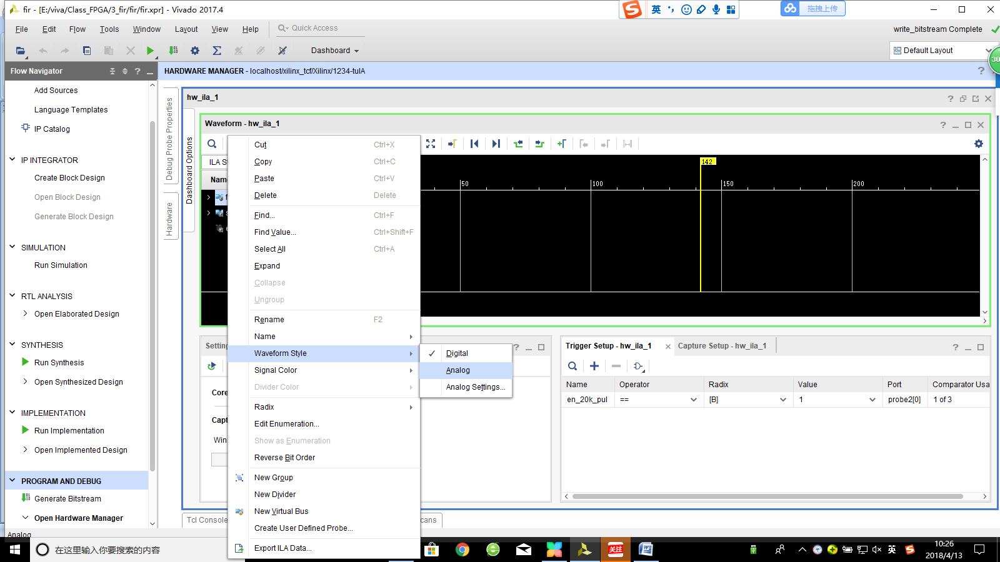 fir - [E:/viva/Class_FPGA/3_fir/fir/fir.xpr] - Vivado 2017.4
英
拖拽上传
File Edit Flow Tools Window Layout View Help
Quick Access
write_bitstream Complete
Dashboard
Default Layout
30
Flow Navigator
HARDWARE MANAGER - localhost/xilinx_tcf/Xilinx/1234-tulA
Add Sources
Language Templates
IP Catalog
IP INTEGRATOR
Create Block Design
Open Block Design
Generate Block Design
SIMULATION
Run Simulation
RTL ANALYSIS
Open Elaborated Design
SYNTHESIS
Run Synthesis
Open Synthesized Design
IMPLEMENTATION
Run Implementation
Open Implemented Design
PROGRAM AND DEBUG
Generate Bitstream
Open Hardware Manager
Analog
Debug Probe Properties
Hardware
Dashboard Options
hw_ila_1
Waveform - hw_ila_1
ILA S
Name
142
50 100 150 200
Cut Ctrl+X
Copy Ctrl+C
Paste Ctrl+V
Delete Delete
Find... Ctrl+F
Find Value... Ctrl+Shift+F
Select All Ctrl+A
Expand
Collapse
Ungroup
Rename F2
Name
Waveform Style
Signal Color
Divider Color
Radix
Edit Enumeration...
Show as Enumeration
Reverse Bit Order
New Group
New Divider
New Virtual Bus
Create User Defined Probe...
Export ILA Data...
Digital
Analog
Analog Settings...
Setting
Core
Capt
Win
Trigger Setup - hw_ila_1
Capture Setup - hw_ila_1
Name Operator Radix Value Port Comparator Usa
en_20k_pul == [B] 1 probe2[0] 1 of 3
Tcl Console
cans
在这里输入你要搜索的内容
关注
英
10:26
2018/4/13